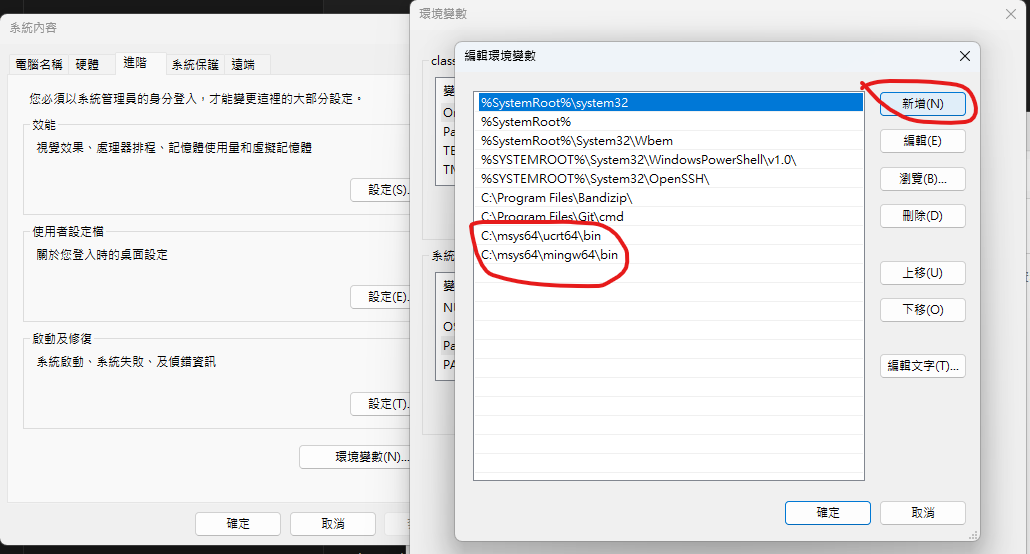 系統內容
電腦名稱 硬體 進階 系統保護 遠端
您必須以系統管理員的身分登入，才能變更這裡的大部分設定。
效能
視覺效果、處理器排程、記憶體使用量和虛擬記憶體
設定(S)...
使用者設定檔
關於您登入時的桌面設定
設定(E)...
啟動及修復
系統啟動、系統失敗、及偵錯資訊
設定(T)...
環境變數(N)...
確定
取消
環境變數
class
變
Pa
TE
系統
變
Pa
PA
編輯環境變數
%SystemRoot%\system32
%SystemRoot%
%SystemRoot%\System32\Wbem
%SYSTEMROOT%\System32\WindowsPowerShell\v1.0\
%SYSTEMROOT%\System32\OpenSSH\
C:\Program Files\Bandizip\
C:\Program Files\Git\cmd
C:\msys64\ucrt64\bin
C:\msys64\mingw64\bin
新增(N)
編輯(E)
瀏覽(B)...
刪除(D)
上移(U)
下移(O)
編輯文字(T)...
確定
取消